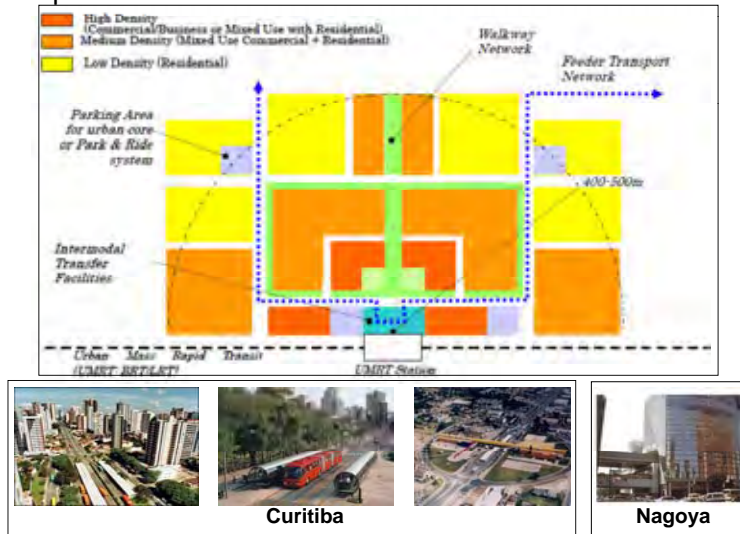 High Density
(Commercial/Business or Mixed Use with Residential)
Medium Density (Mixed Use Commercial + Residential)
Low Density (Residential)
Walkway
Network
Feeder Transport
Network
Parking Area
for urban core
or Park & Ride
system
400-500m
Intermodal
Transfer
Facilities
Urban Mass Rapid Transit
(UMRT: BRT/LRT)
UMRT Station
Curitiba
Nagoya